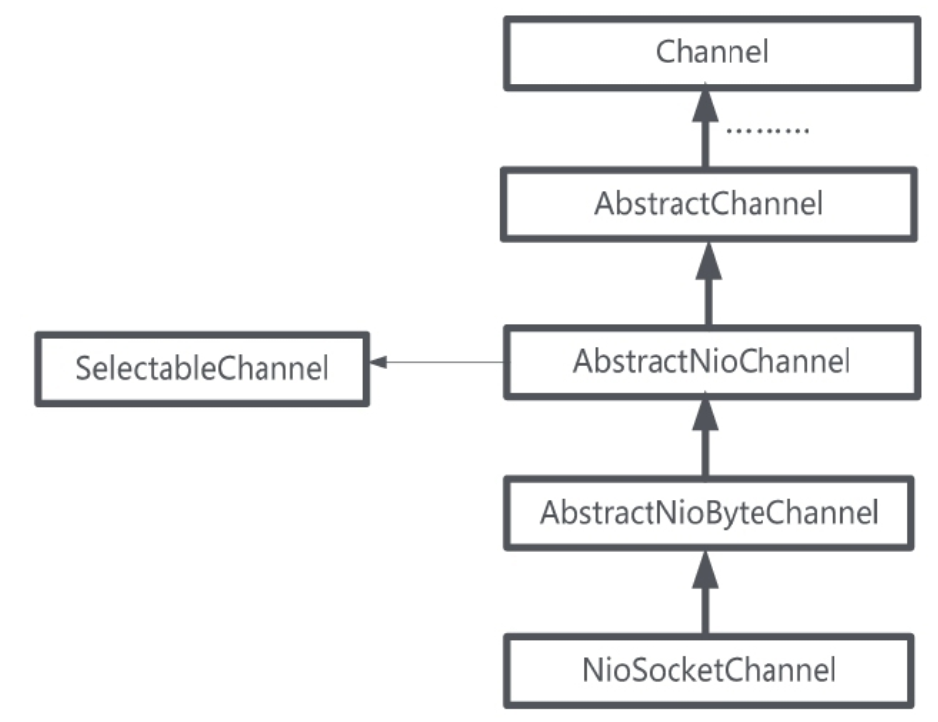 Channel
.........
AbstractChannel
AbstractNioChannel
SelectableChannel
AbstractNioByteChannel
NioSocketChannel